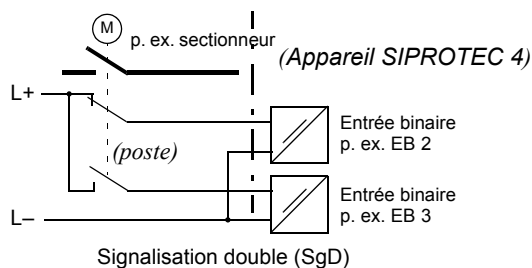 M
p. ex. sectionneur
(Appareil SIPROTEC 4)
L+
Entrée binaire
p. ex. EB 2
(poste)
Entrée binaire
p. ex. EB 3
L–
Signalisation double (SgD)